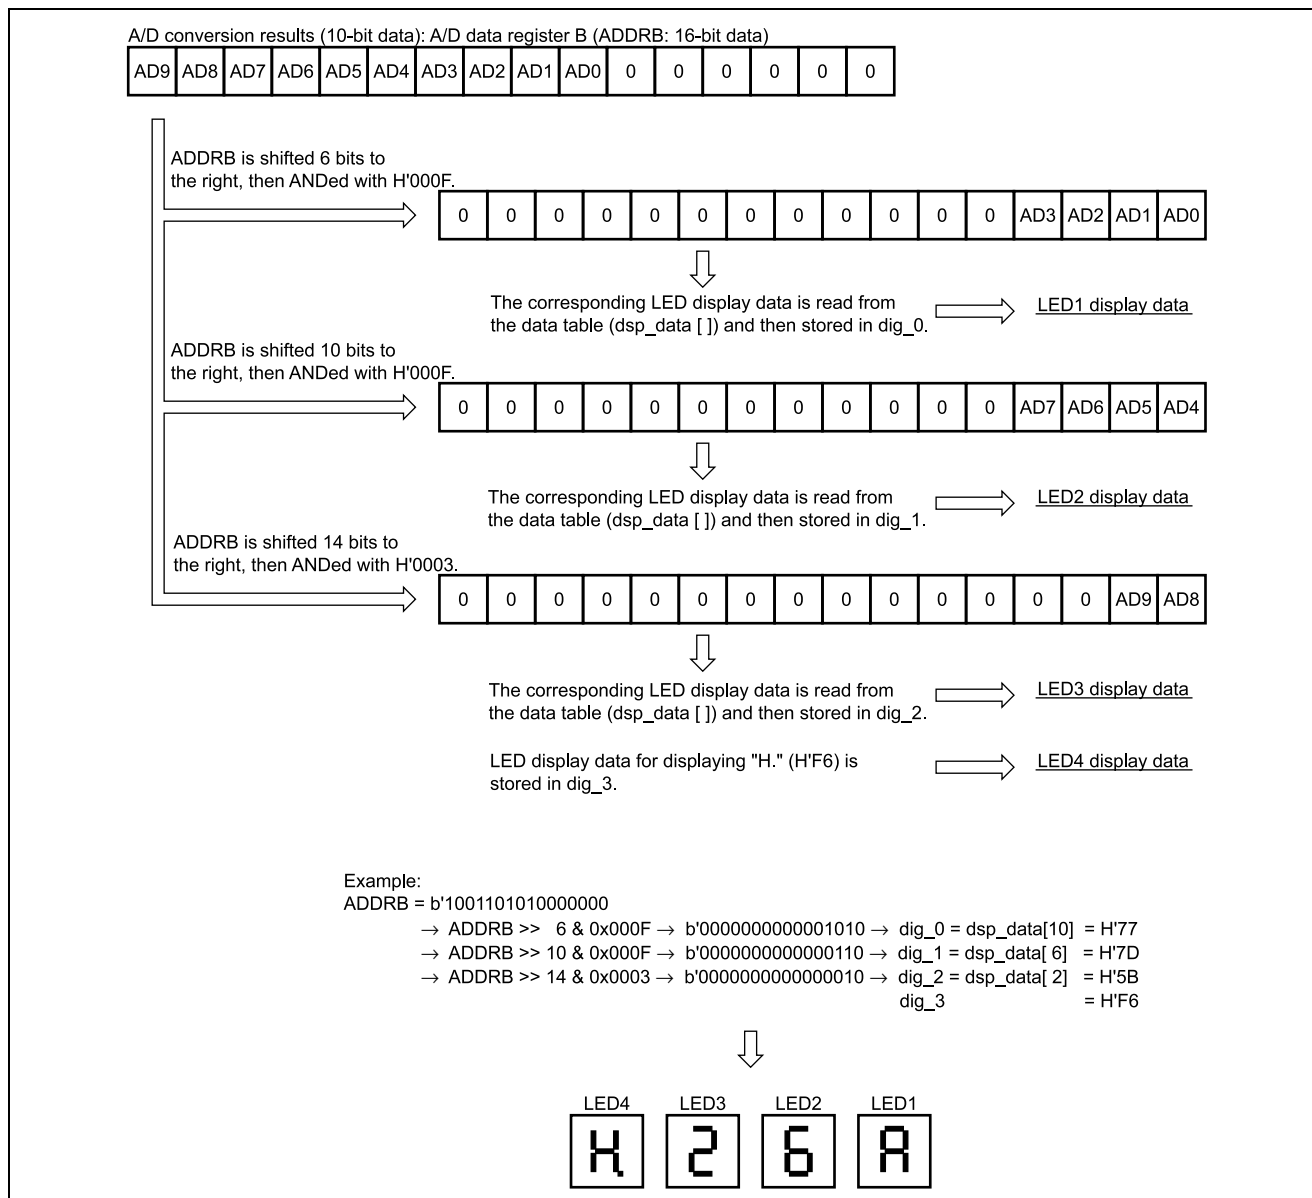 A/D conversion results (10-bit data): A/D data register B (ADDRB: 16-bit data)
AD9 AD8 AD7 AD6 AD5 AD4 AD3 AD2 AD1 AD0 0 0 0 0 0 0
ADDRB is shifted 6 bits to
the right, then ANDed with H'000F.
0 0 0 0 0 0 0 0 0 0 0 0 AD3 AD2 AD1 AD0
The corresponding LED display data is read from
the data table (dsp_data [ ]) and then stored in dig_0.
LED1 display data
ADDRB is shifted 10 bits to
the right, then ANDed with H'000F.
0 0 0 0 0 0 0 0 0 0 0 0 AD7 AD6 AD5 AD4
The corresponding LED display data is read from
the data table (dsp_data [ ]) and then stored in dig_1.
LED2 display data
ADDRB is shifted 14 bits to
the right, then ANDed with H'0003.
0 0 0 0 0 0 0 0 0 0 0 0 0 0 AD9 AD8
The corresponding LED display data is read from
the data table (dsp_data [ ]) and then stored in dig_2.
LED3 display data
LED display data for displaying "H." (H'F6) is
stored in dig_3.
LED4 display data
Example:
ADDRB = b'1001101010000000
→ ADDRB >> 6 & 0x000F → b'0000000000001010 → dig_0 = dsp_data[10] = H'77
→ ADDRB >> 10 & 0x000F → b'0000000000000110 → dig_1 = dsp_data[ 6] = H'7D
→ ADDRB >> 14 & 0x0003 → b'0000000000000010 → dig_2 = dsp_data[ 2] = H'5B
dig_3 = H'F6
LED4 LED3 LED2 LED1
H. 2 6 A